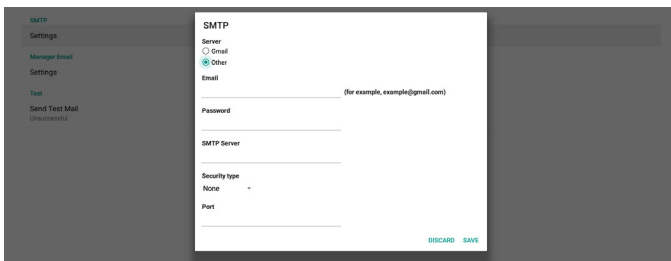 SMTP
Settings
Manager Email
Settings
Test
Send Test Mail
Unsuccessful
SMTP
Server
Gmail
Other
Email
(for example, example@gmail.com)
Password
SMTP Server
Security type
None
Port
DISCARD SAVE